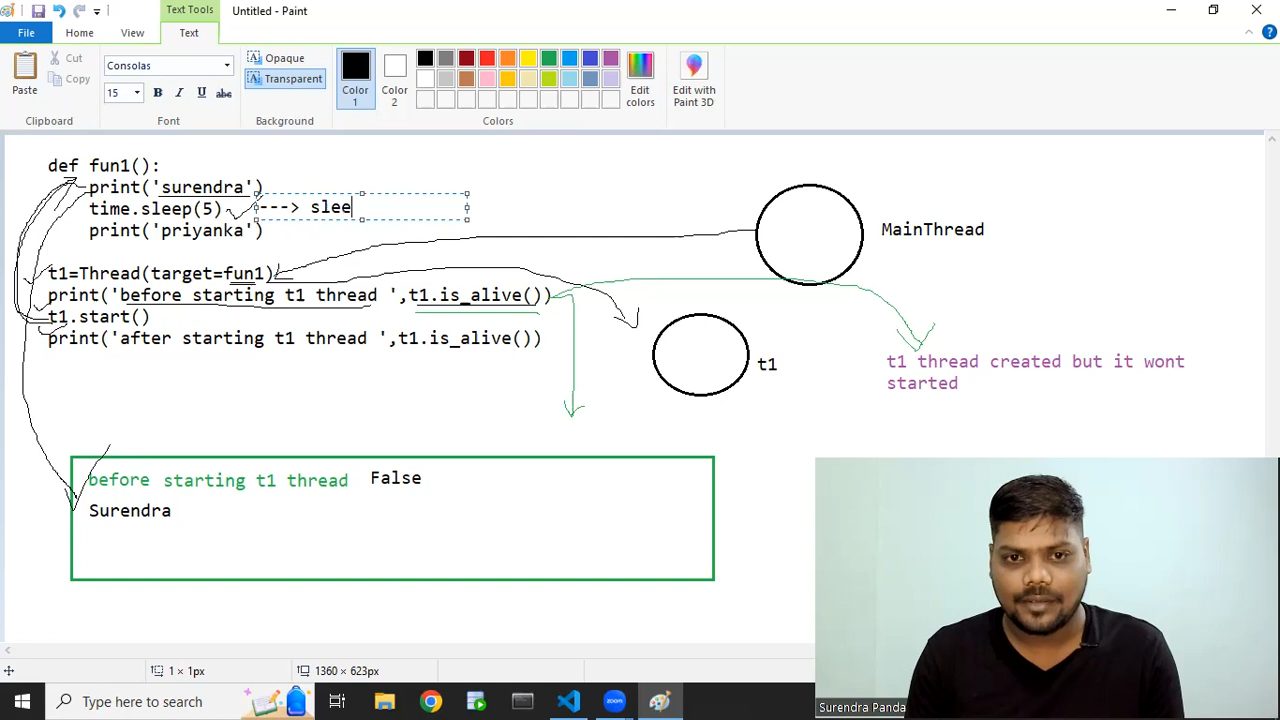 Untitled - Paint
Text Tools
File Home View Text
Paste
Cut
Copy
Clipboard
Consolas
15 B I U abc
Font
Opaque
Transparent
Background
Color 1
Color 2
Edit colors
Edit with Paint 3D
Colors
def fun1():
print('surendra')
time.sleep(5) ---> slee
print('priyanka')
t1=Thread(target=fun1)
print('before starting t1 thread ',t1.is_alive())
t1.start()
print('after starting t1 thread ',t1.is_alive())
MainThread
t1
t1 thread created but it wont
started
before starting t1 thread False
Surendra
1 × 1px 1360 × 623px
Surendra Panda
Type here to search
zoom